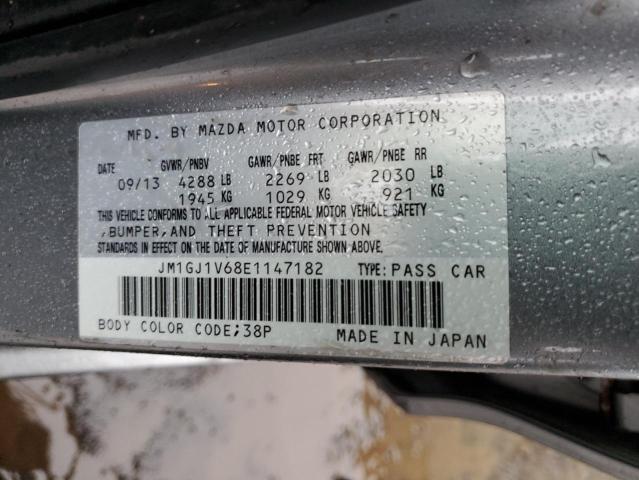 MFD. BY MAZDA MOTOR CORPORATION
DATE GVWR/PNBV GAWR/PNBE FRT GAWR/PNBE RR
09/13 4288 LB 2269 LB 2030 LB
1945 KG 1029 KG 921 KG
THIS VEHICLE CONFORMS TO ALL APPLICABLE FEDERAL MOTOR VEHICLE SAFETY
,BUMPER,AND THEFT PREVENTION
STANDARDS IN EFFECT ON THE DATE OF MANUFACTURE SHOWN ABOVE.
JM1GJ1V68E1147182 TYPE: PASS CAR
BODY COLOR CODE;38P MADE IN JAPAN